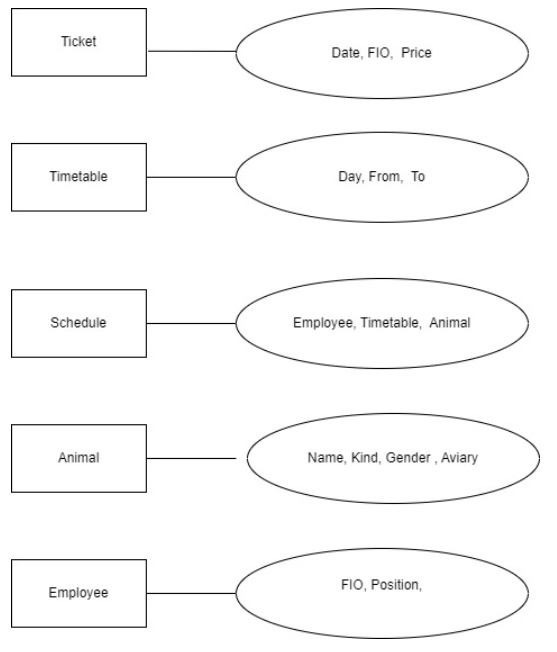 Ticket
Date, FIO, Price
Timetable
Day, From, To
Schedule
Employee, Timetable, Animal
Animal
Name, Kind, Gender , Aviary
Employee
FIO, Position,